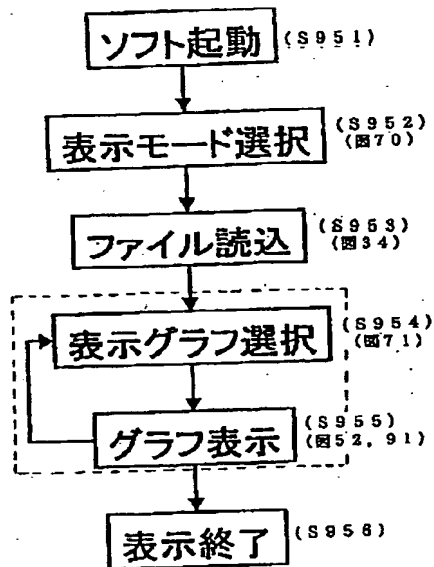 ソフト起動 (S951)
表示モード選択 (S952)
(図70)
ファイル読込 (S953)
(図34)
表示グラフ選択 (S954)
(図71)
グラフ表示 (S955)
(図52,91)
表示終了 (S956)